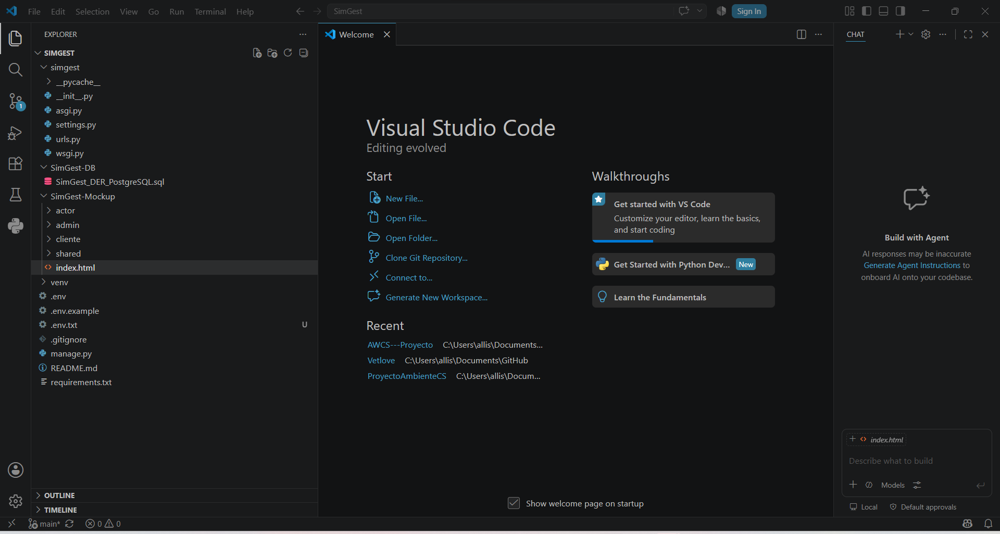 File Edit Selection View Go Run Terminal Help
SimGest
Sign In
EXPLORER
SIMGEST
simgest
__pycache__
__init__.py
asgi.py
settings.py
urls.py
wsgi.py
SimGest-DB
SimGest_DER_PostgreSQL.sql
SimGest-Mockup
actor
admin
cliente
shared
index.html
venv
.env
.env.example
.env.txt U
.gitignore
manage.py
README.md
requirements.txt
OUTLINE
TIMELINE
1
Welcome
Visual Studio Code
Editing evolved
Start
New File...
Open File...
Open Folder...
Clone Git Repository...
Connect to...
Generate New Workspace...
Recent
AWCS---Proyecto C:\Users\allis\Documents...
Vetlove C:\Users\allis\Documents\GitHub
ProyectoAmbienteCS C:\Users\allis\Docum...
Walkthroughs
Get started with VS Code
Customize your editor, learn the basics,
and start coding
Get Started with Python Dev... New
Learn the Fundamentals
Show welcome page on startup
CHAT
Build with Agent
AI responses may be inaccurate
Generate Agent Instructions to
onboard AI onto your codebase.
index.html
Describe what to build
Models
Local Default approvals
main* 0 0